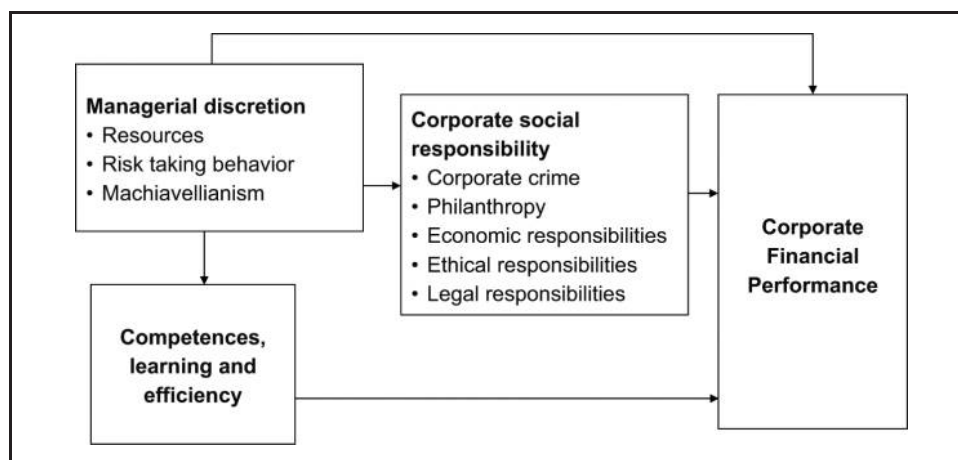 Managerial discretion
• Resources
• Risk taking behavior
• Machiavellianism
Corporate social
responsibility
• Corporate crime
• Philanthropy
• Economic responsibilities
• Ethical responsibilities
• Legal responsibilities
Corporate
Financial
Performance
Competences,
learning and
efficiency